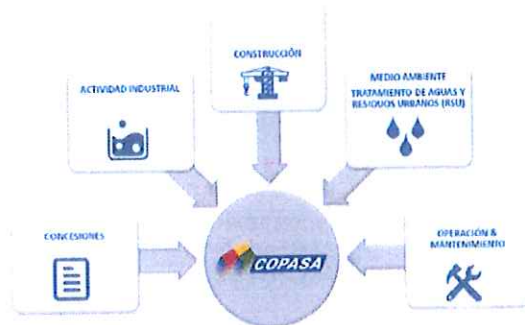 CONSTRUCCIÓN
ACTIVIDAD INDUSTRIAL
MEDIO AMBIENTE
TRATAMIENTO DE AGUAS Y
RESIDUOS URBANOS (RSU)
CONCESIONES
COPASA
OPERACIÓN &
MANTENIMIENTO